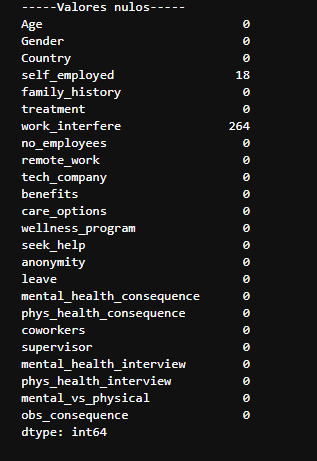 -----Valores nulos-----
Age                          0
Gender                       0
Country                      0
self_employed               18
family_history               0
treatment                    0
work_interfere             264
no_employees                 0
remote_work                  0
tech_company                 0
benefits                     0
care_options                 0
wellness_program             0
seek_help                    0
anonymity                    0
leave                        0
mental_health_consequence    0
phys_health_consequence      0
coworkers                    0
supervisor                   0
mental_health_interview      0
phys_health_interview        0
mental_vs_physical           0
obs_consequence              0
dtype: int64